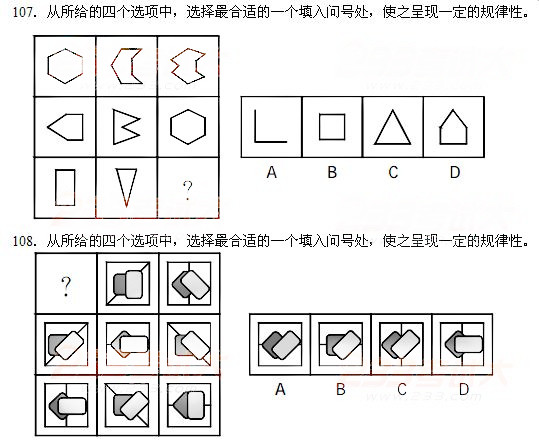 107. 从所给的四个选项中，选择最合适的一个填入问号处，使之呈现一定的规律性。
?
A B C D
108. 从所给的四个选项中，选择最合适的一个填入问号处，使之呈现一定的规律性。
?
A B C D